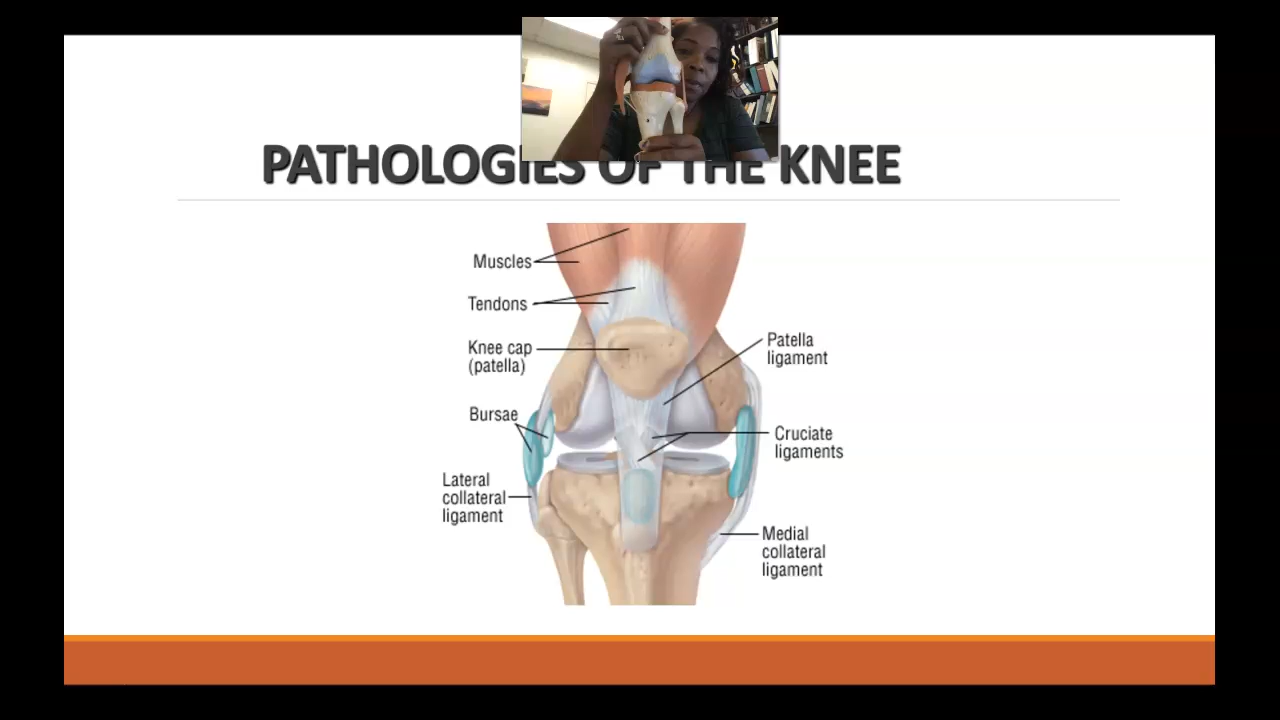 PATHOLOGIES OF THE KNEE
Muscles
Tendons
Knee cap
(patella)
Bursae
Lateral
collateral
ligament
Patella
ligament
Cruciate
ligaments
Medial
collateral
ligament